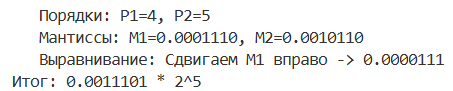 Порядки: P1=4, P2=5
Мантиссы: M1=0.0001110, M2=0.0010110
Выравнивание: Сдвигаем M1 вправо -> 0.0000111
Итог: 0.0011101 * 2^5